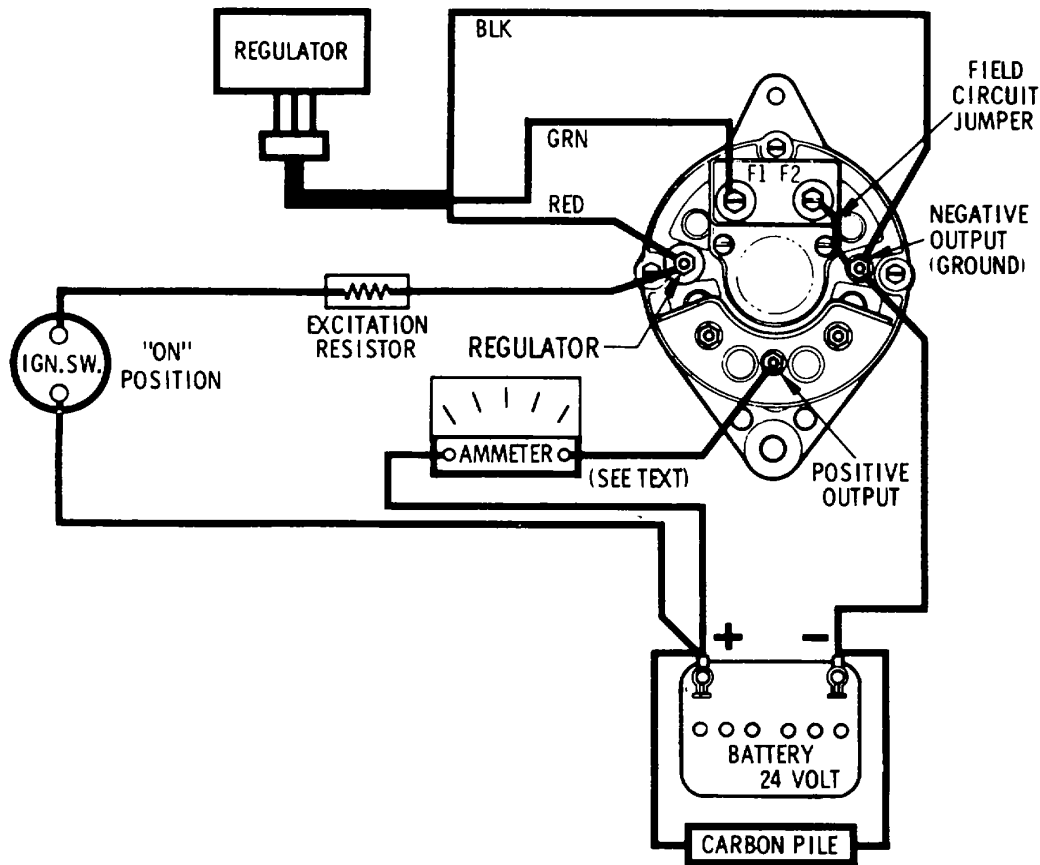 BLK
REGULATOR
FIELD
CIRCUIT
JUMPER
GRN
F1 F2
RED
NEGATIVE
OUTPUT
(GROUND)
EXCITATION
RESISTOR
REGULATOR
IGN. SW.
"ON"
POSITION
AMMETER
(SEE TEXT)
POSITIVE
OUTPUT
+ -
BATTERY
24 VOLT
CARBON PILE